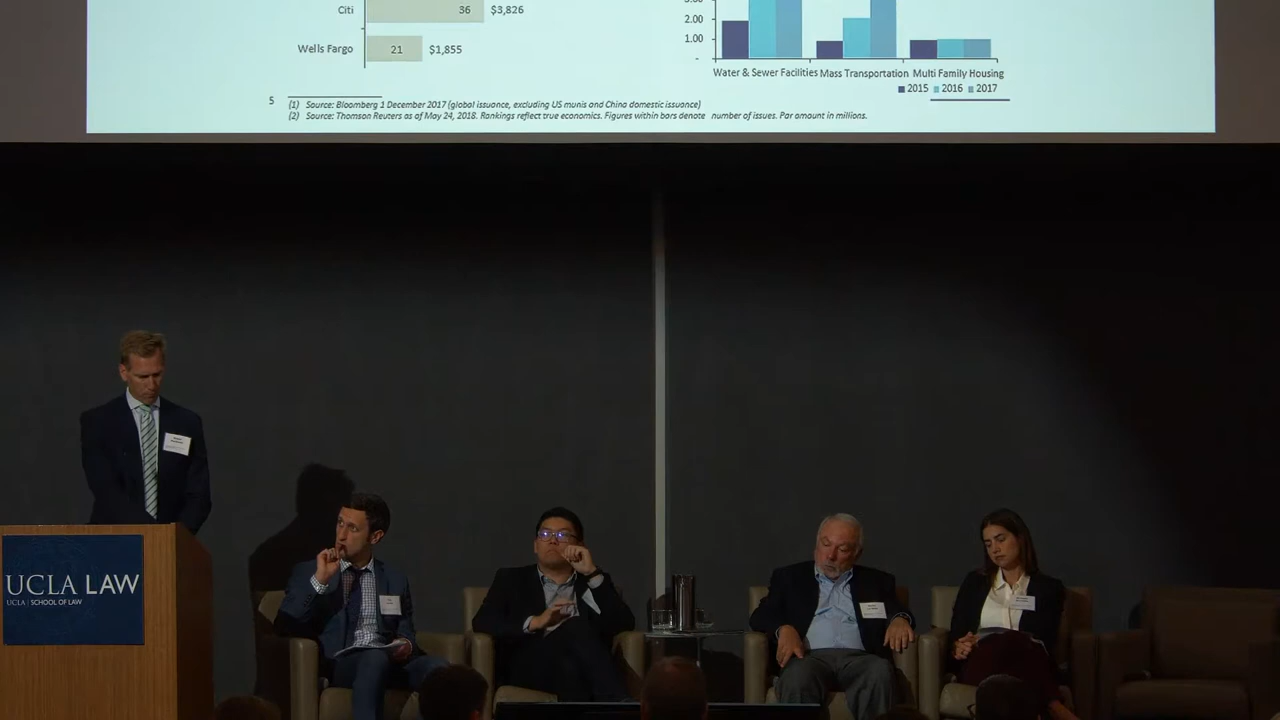 Citi 36 $3,826
Wells Fargo 21 $1,855
2.00
1.00
-
Water & Sewer Facilities Mass Transportation Multi Family Housing
2015 2016 2017
5
(1) Source: Bloomberg 1 December 2017 (global issuance, excluding US munis and China domestic issuance)
(2) Source: Thomson Reuters as of May 24, 2018. Rankings reflect true economics. Figures within bars denote number of issues. Par amount in millions.
UCLA LAW
UCLA | SCHOOL OF LAW